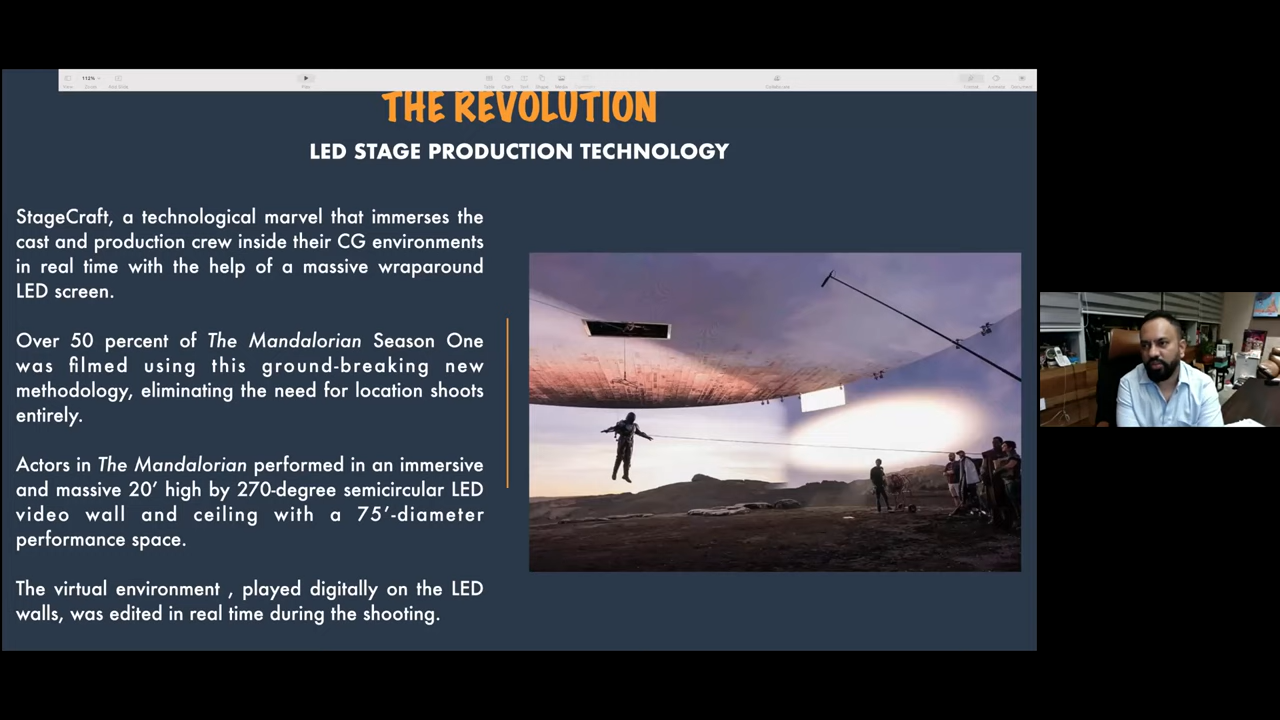 112%
THE REVOLUTION
LED STAGE PRODUCTION TECHNOLOGY
StageCraft, a technological marvel that immerses the
cast and production crew inside their CG environments
in real time with the help of a massive wraparound
LED screen.
Over 50 percent of The Mandalorian Season One
was filmed using this ground-breaking new
methodology, eliminating the need for location shoots
entirely.
Actors in The Mandalorian performed in an immersive
and massive 20’ high by 270-degree semicircular LED
video wall and ceiling with a 75’-diameter
performance space.
The virtual environment , played digitally on the LED
walls, was edited in real time during the shooting.